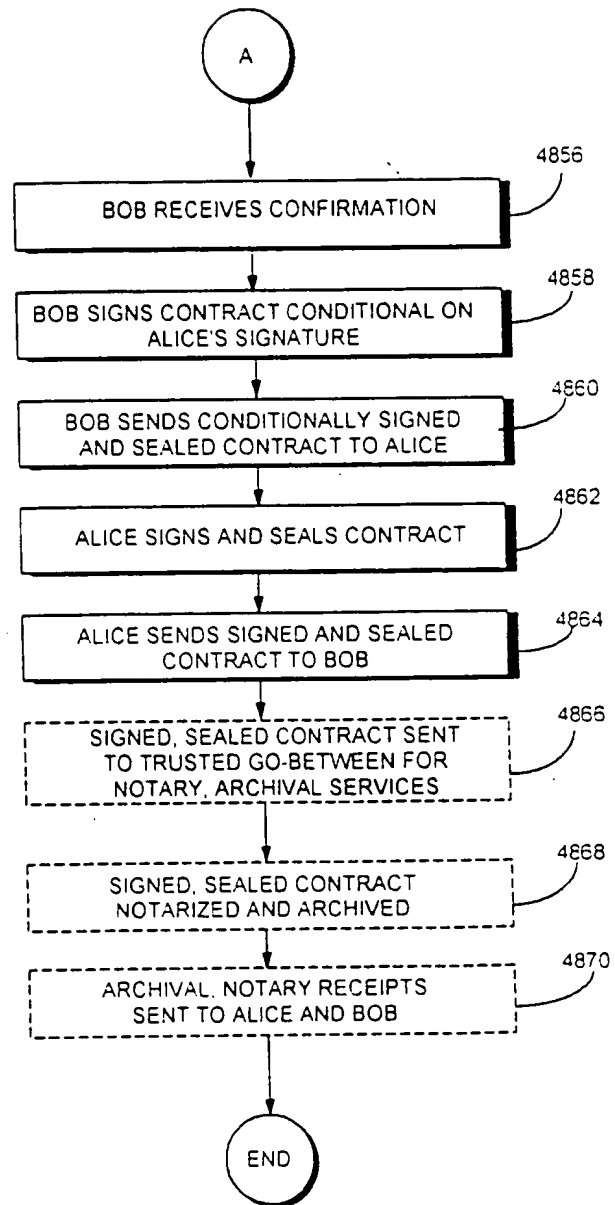 A
4856
BOB RECEIVES CONFIRMATION
4858
BOB SIGNS CONTRACT CONDITIONAL ON
ALICE'S SIGNATURE
4860
BOB SENDS CONDITIONALLY SIGNED
AND SEALED CONTRACT TO ALICE
4862
ALICE SIGNS AND SEALS CONTRACT
4864
ALICE SENDS SIGNED AND SEALED
CONTRACT TO BOB
4866
SIGNED, SEALED CONTRACT SENT
TO TRUSTED GO-BETWEEN FOR
NOTARY, ARCHIVAL SERVICES
4868
SIGNED, SEALED CONTRACT
NOTARIZED AND ARCHIVED
4870
ARCHIVAL, NOTARY RECEIPTS
SENT TO ALICE AND BOB
END